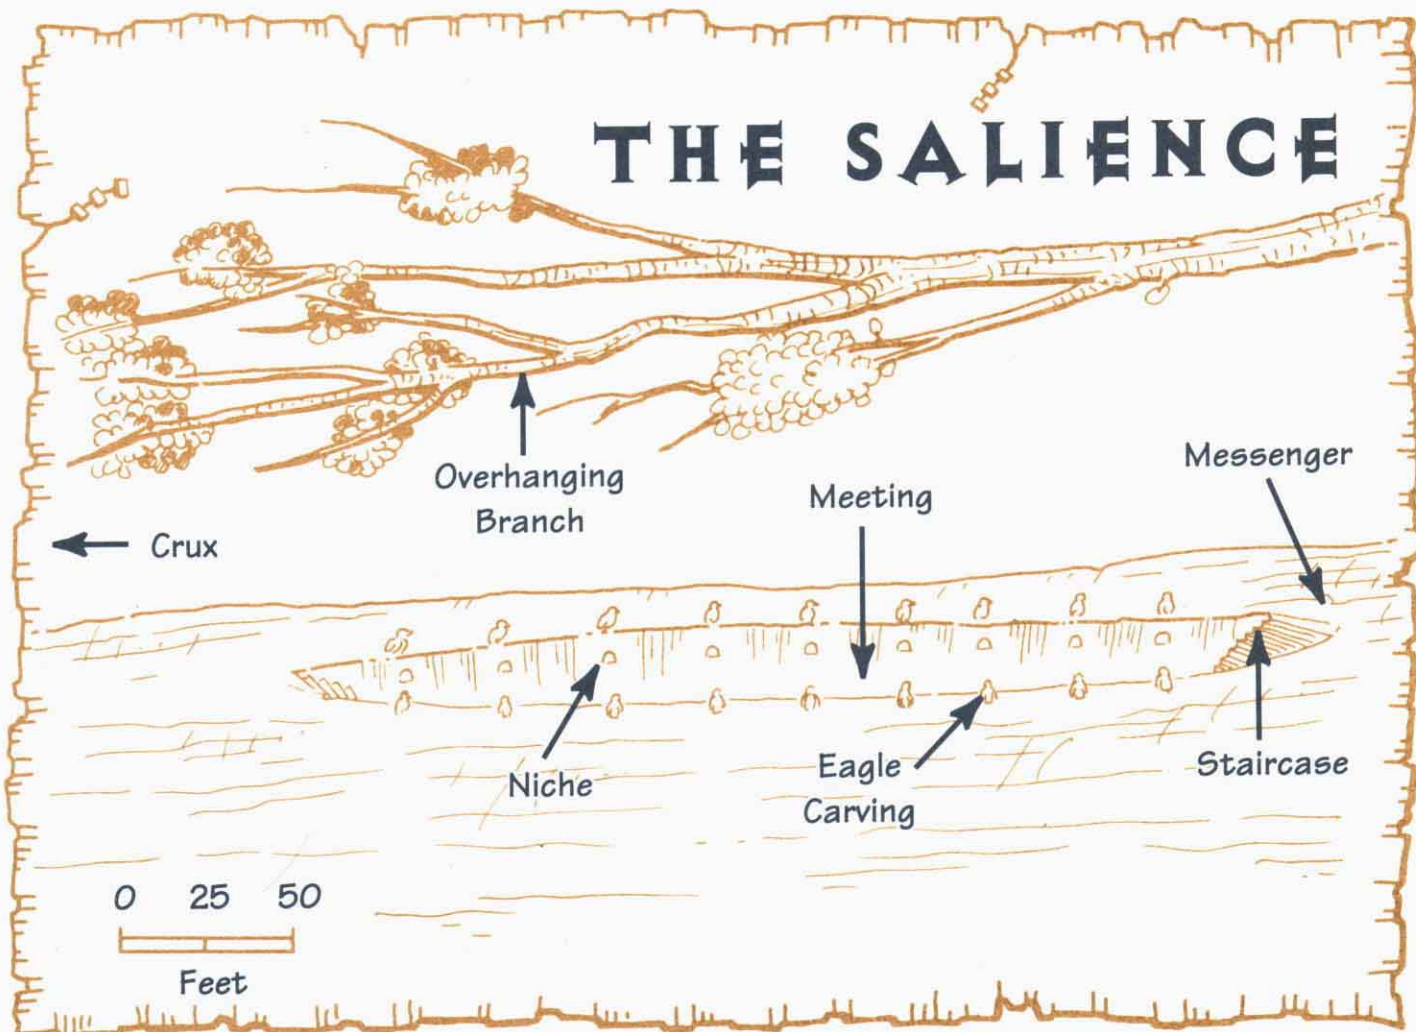 THE SALIENCE
Overhanging
Branch
Meeting
Messenger
Crux
Niche
Eagle
Carving
Staircase
0 25 50
Feet